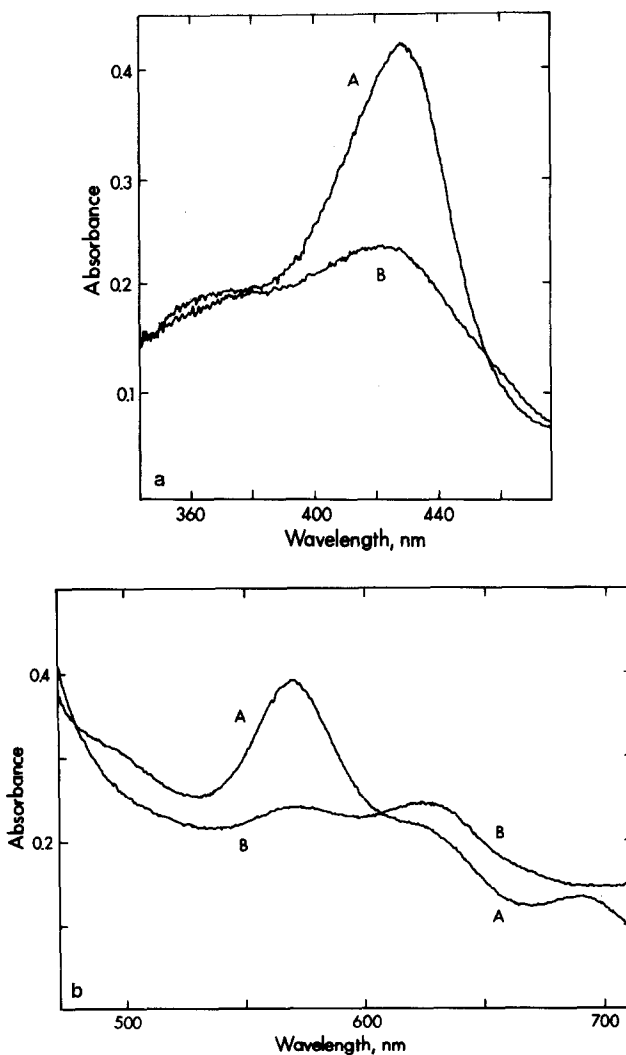 0.4
A
0.3
Absorbance
0.2
B
0.1
a
360 400 440
Wavelength, nm
0.4
A
Absorbance
0.2
B
B
A
b
500 600 700
Wavelength, nm